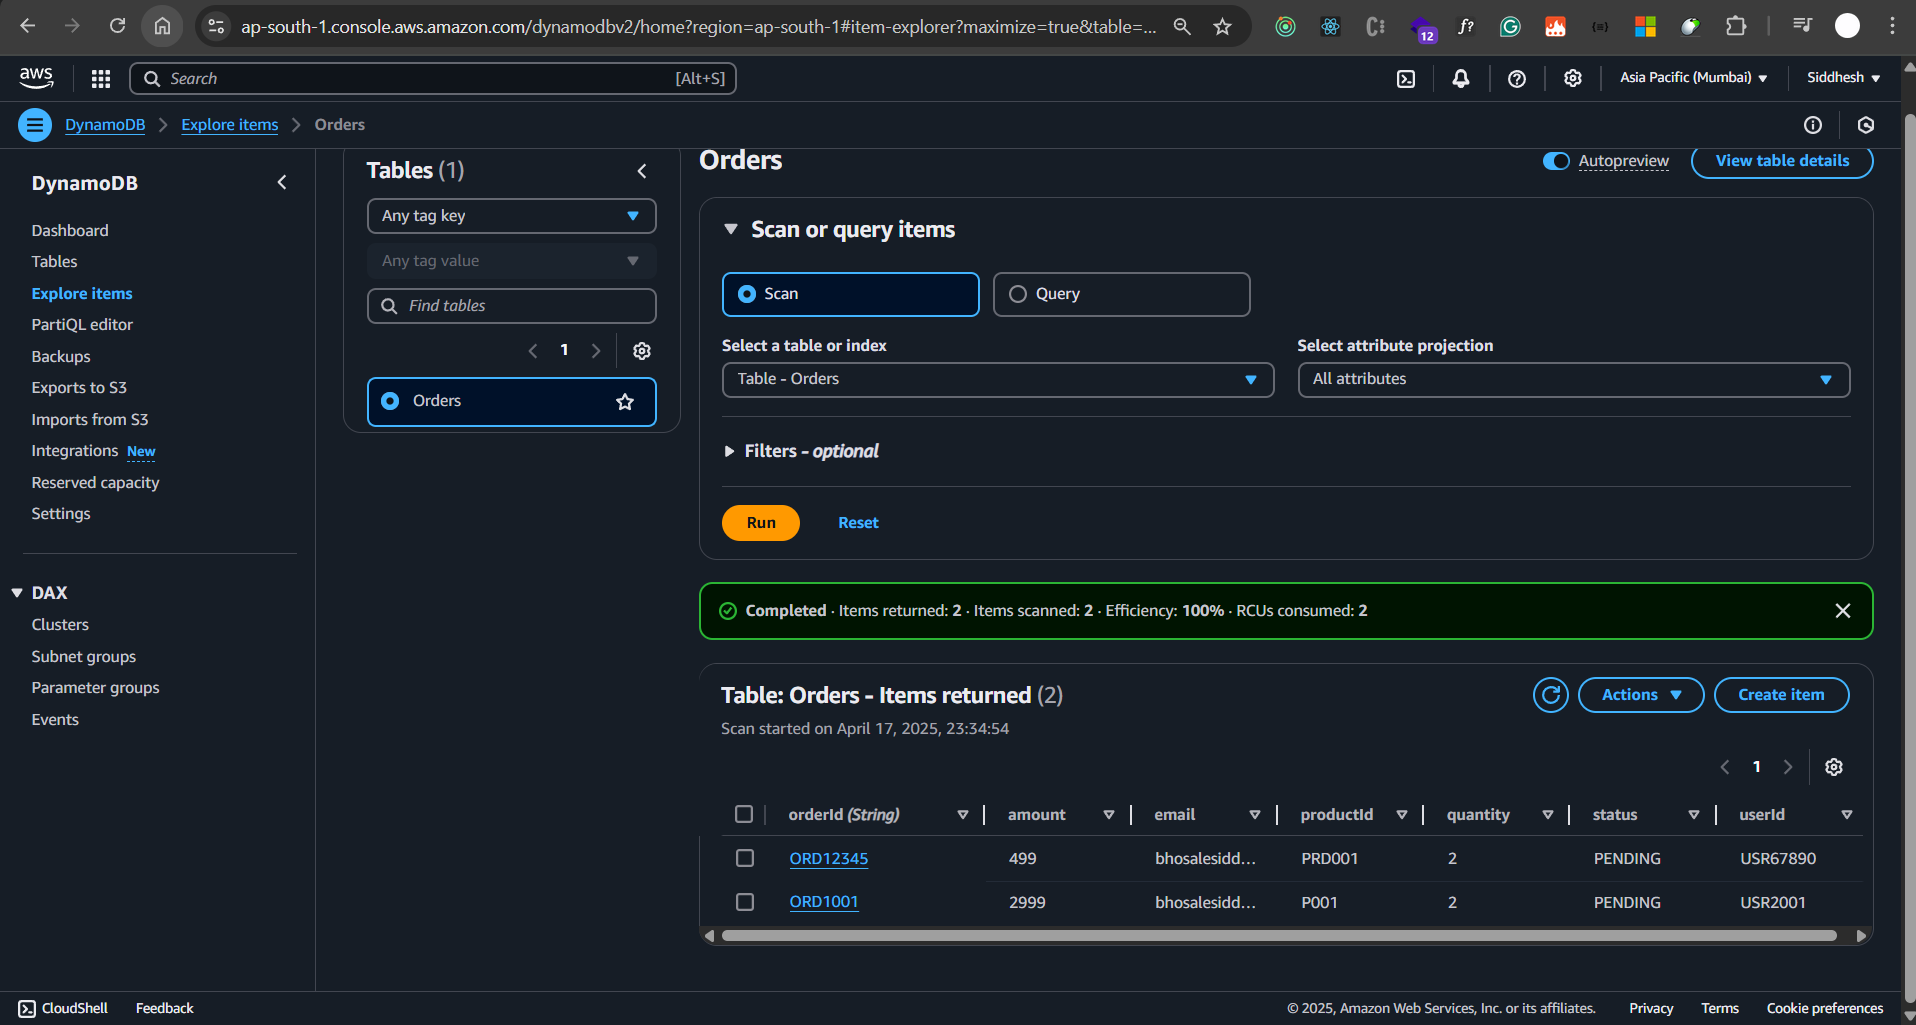 ap-south-1.console.aws.amazon.com/dynamodbv2/home?region=ap-south-1#item-explorer?maximize=true&table=...
12
f?
aws
Search [Alt+S]
Asia Pacific (Mumbai)
Siddhesh
DynamoDB
Explore items
Orders
DynamoDB
Dashboard
Tables
Explore items
PartiQL editor
Backups
Exports to S3
Imports from S3
Integrations New
Reserved capacity
Settings
DAX
Clusters
Subnet groups
Parameter groups
Events
Tables (1)
Any tag key
Any tag value
Find tables
1
Orders
Orders
Autopreview
View table details
Scan or query items
Scan
Query
Select a table or index
Table - Orders
Select attribute projection
All attributes
Filters - optional
Run
Reset
Completed · Items returned: 2 · Items scanned: 2 · Efficiency: 100% · RCUs consumed: 2
Table: Orders - Items returned (2)
Scan started on April 17, 2025, 23:34:54
Actions
Create item
1
orderId (String) amount email productId quantity status userId
ORD12345 499 bhosalesidd... PRD001 2 PENDING USR67890
ORD1001 2999 bhosalesidd... P001 2 PENDING USR2001
CloudShell
Feedback
© 2025, Amazon Web Services, Inc. or its affiliates.
Privacy
Terms
Cookie preferences